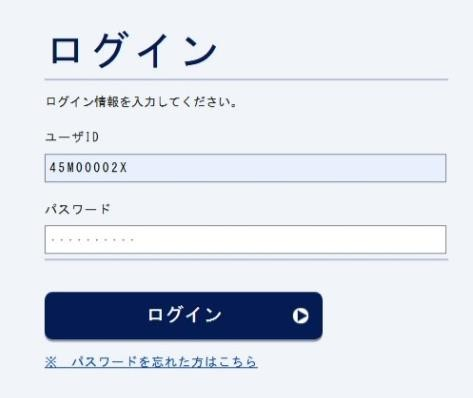 ログイン
ログイン情報を入力してください。
ユーザID
45M00002X
パスワード
··········
ログイン
※　パスワードを忘れた方はこちら